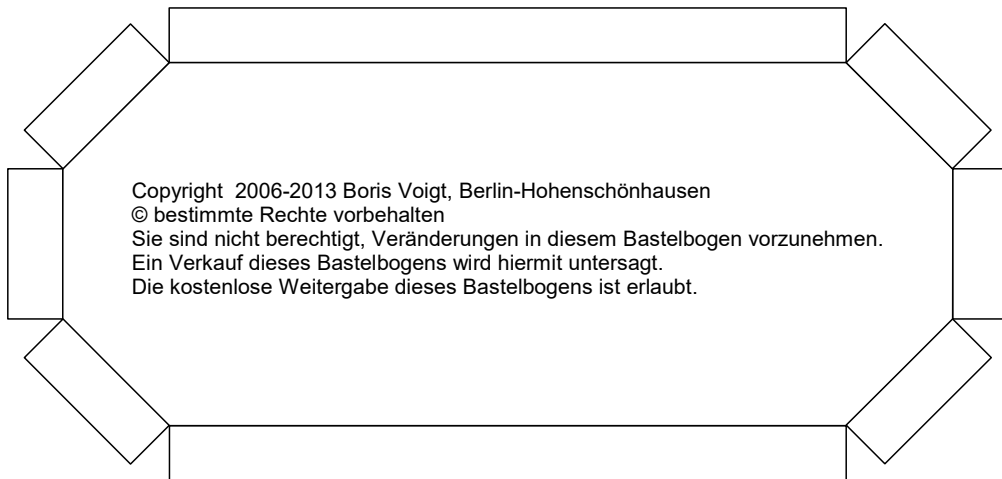 Copyright  2006-2013 Boris Voigt, Berlin-Hohenschönhausen
© bestimmte Rechte vorbehalten
Sie sind nicht berechtigt, Veränderungen in diesem Bastelbogen vorzunehmen.
Ein Verkauf dieses Bastelbogens wird hiermit untersagt.
Die kostenlose Weitergabe dieses Bastelbogens ist erlaubt.